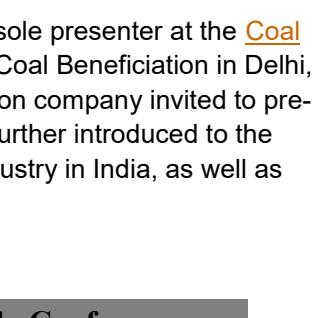 sole presenter at the Coal
Coal Beneficiation in Delhi,
on company invited to pre-
urther introduced to the
ustry in India, as well as